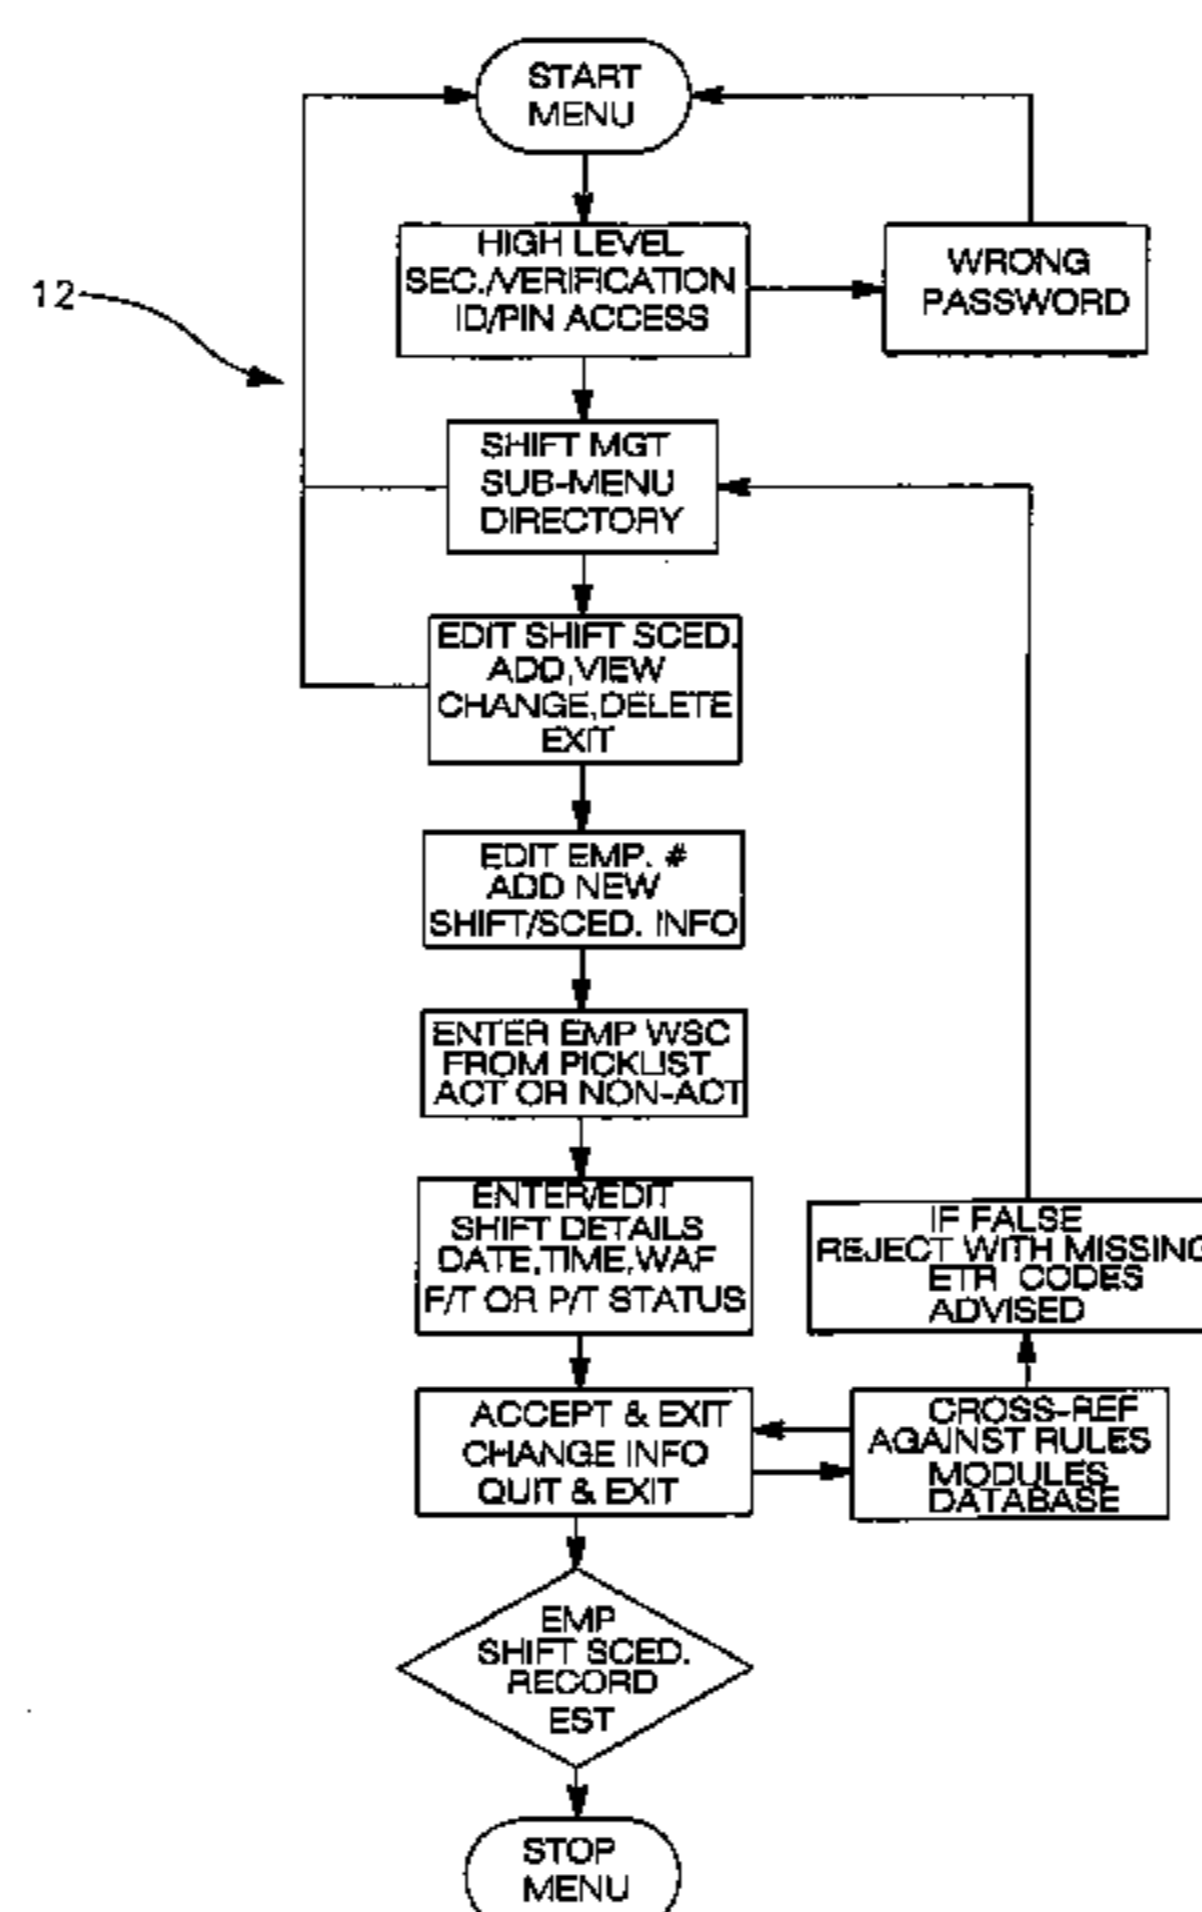 START
MENU
HIGH LEVEL
SEC./VERIFICATION
ID/PIN ACCESS
WRONG
PASSWORD
12
SHIFT MGT
SUB-MENU
DIRECTORY
EDIT SHIFT SCED.
ADD,VIEW
CHANGE,DELETE
EXIT
EDIT EMP. #
ADD NEW
SHIFT/SCED. INFO
ENTER EMP WSC
FROM PICKLIST
ACT OR NON-ACT
ENTER/EDIT
SHIFT DETAILS
DATE,TIME,WAF
F/T OR P/T STATUS
IF FALSE
REJECT WITH MISSING
ETR CODES
ADVISED
ACCEPT & EXIT
CHANGE INFO
QUIT & EXIT
CROSS-REF
AGAINST RULES
MODULES
DATABASE
EMP
SHIFT SCED.
RECORD
EST
STOP
MENU